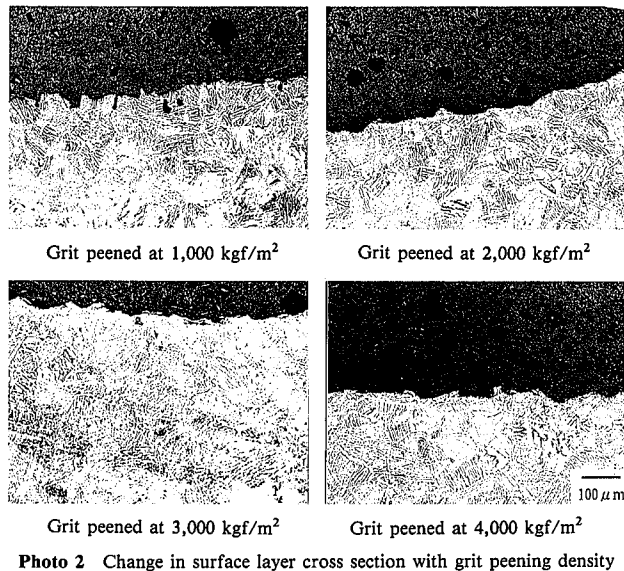 Grit peened at 1,000 kgf/m²
Grit peened at 2,000 kgf/m²
100 μm
Grit peened at 3,000 kgf/m²
Grit peened at 4,000 kgf/m²
Photo 2 Change in surface layer cross section with grit peening density